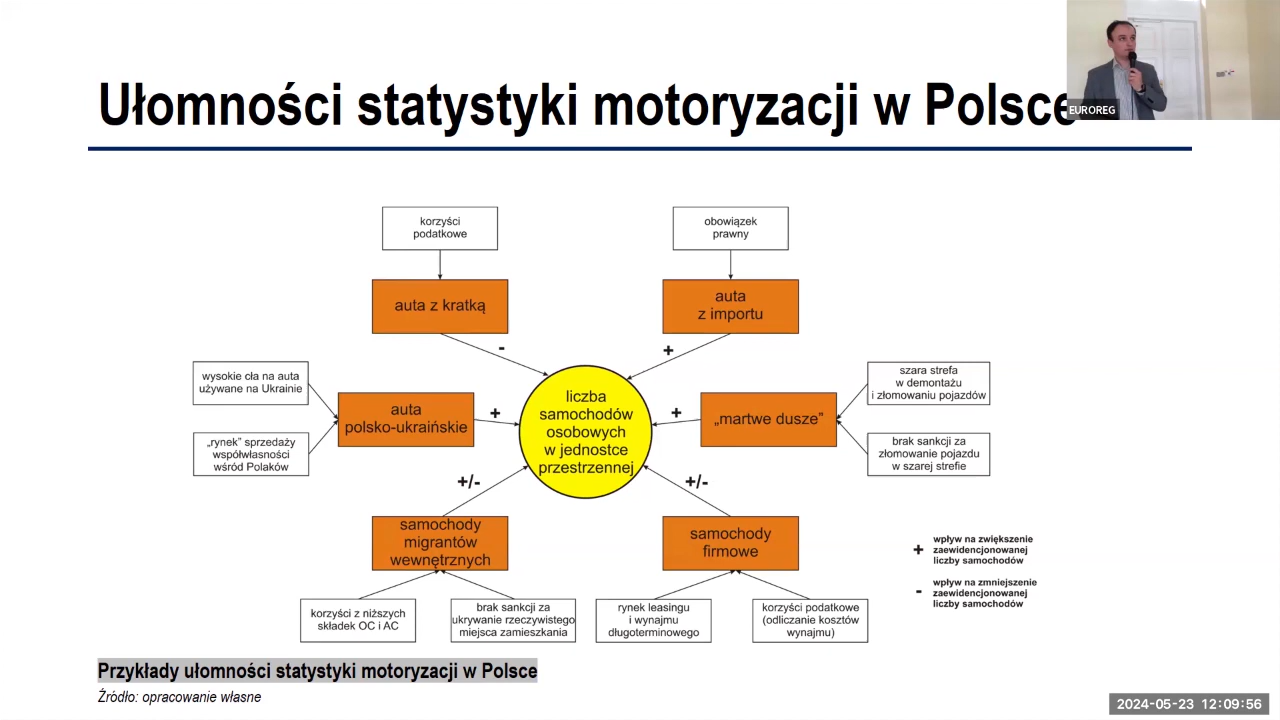 Ułomności statystyki motoryzacji w Polsce
EUROREG
korzyści
podatkowe
obowiązek
prawny
auta z kratką
auta
z importu
-
+
wysokie cła na auta
używane na Ukrainie
„rynek” sprzedaży
współwłasności
wśród Polaków
auta
polsko-ukraińskie
+
liczba
samochodów
osobowych
w jednostce
przestrzennej
+
„martwe dusze”
szara strefa
w demontażu
i złomowaniu pojazdów
brak sankcji za
złomowanie pojazdu
w szarej strefie
+/-
+/-
samochody
migrantów
wewnętrznych
samochody
firmowe
korzyści z niższych
składek OC i AC
brak sankcji za
ukrywanie rzeczywistego
miejsca zamieszkania
rynek leasingu
i wynajmu
długoterminowego
korzyści podatkowe
(odliczanie kosztów
wynajmu)
+ wpływ na zwiększenie
zaewidencjonowanej
liczby samochodów
- wpływ na zmniejszenie
zaewidencjonowanej
liczby samochodów
Przykłady ułomności statystyki motoryzacji w Polsce
Źródło: opracowanie własne
2024-05-23 12:09:56